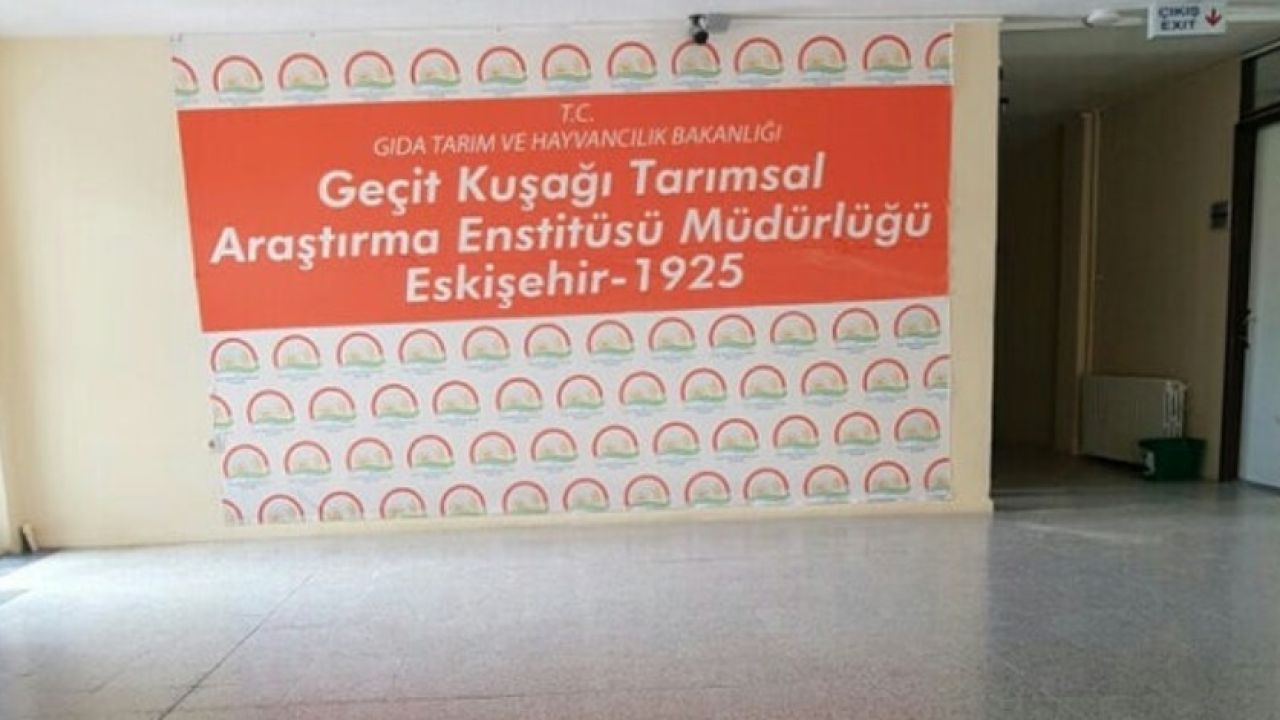 ÇIKIŞ
EXIT
T.C.
GIDA TARIM VE HAYVANCILIK BAKANLIĞI
Geçit Kuşağı Tarımsal
Araştırma Enstitüsü Müdürlüğü
Eskişehir-1925